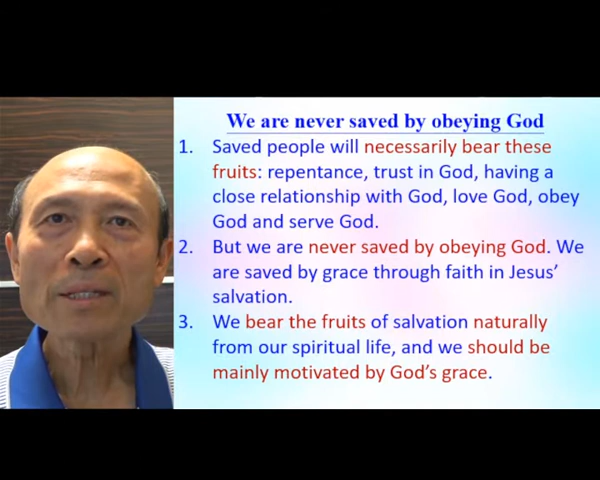 We are never saved by obeying God
1. Saved people will necessarily bear these
fruits: repentance, trust in God, having a
close relationship with God, love God, obey
God and serve God.
2. But we are never saved by obeying God. We
are saved by grace through faith in Jesus’
salvation.
3. We bear the fruits of salvation naturally
from our spiritual life, and we should be
mainly motivated by God’s grace.